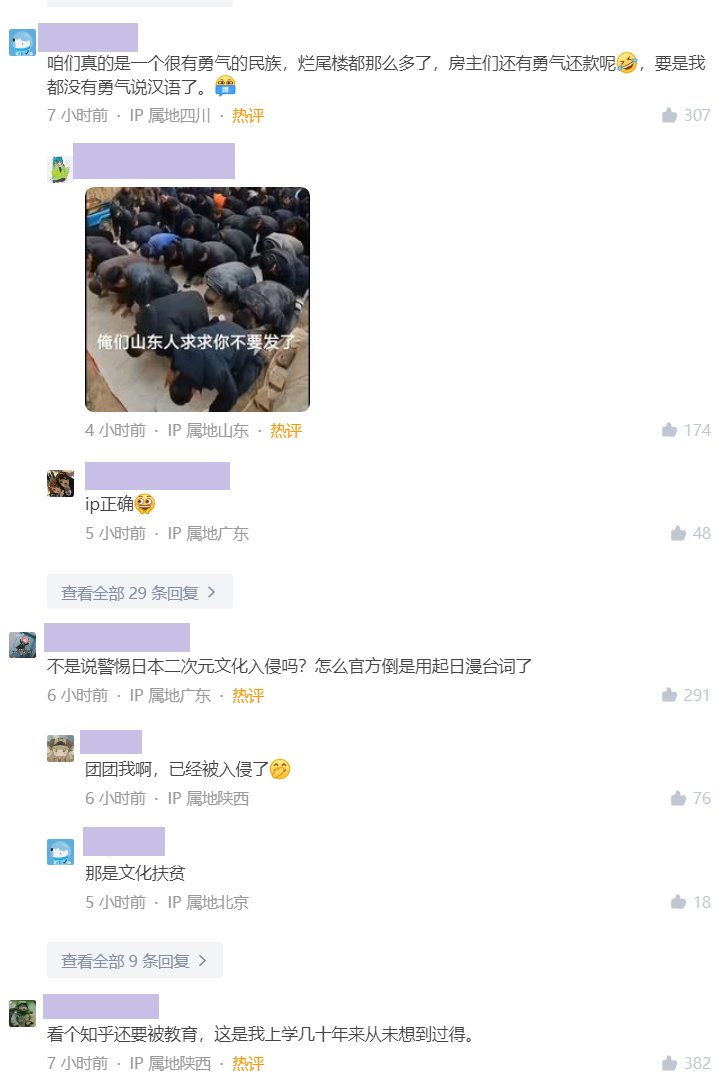 咱们真的是一个很有勇气的民族，烂尾楼都那么多了，房主们还有勇气还款呢🤣，要是我
都没有勇气说汉语了。
7 小时前 · IP 属地四川 · 热评
307
俺们山东人求求你不要发了
4 小时前 · IP 属地山东 · 热评
174
ip正确
5 小时前 · IP 属地广东
48
查看全部 29 条回复 >
不是说警惕日本二次元文化入侵吗？怎么官方倒是用起日漫台词了
6 小时前 · IP 属地广东 · 热评
291
团团我啊，已经被入侵了🤭
6 小时前 · IP 属地陕西
76
那是文化扶贫
5 小时前 · IP 属地北京
18
查看全部 9 条回复 >
看个知乎还要被教育，这是我上学几十年来从未想到过得。
7 小时前 · IP 属地陕西 · 热评
382